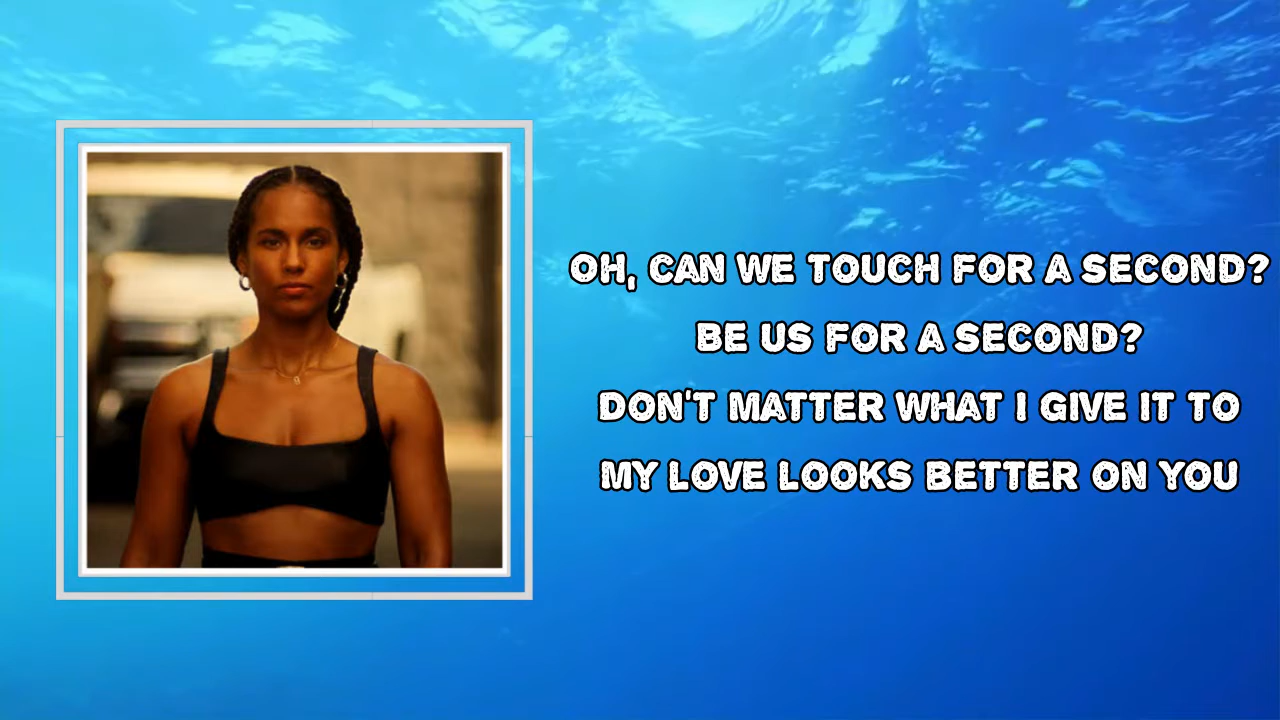 OH, CAN WE TOUCH FOR A SECOND?
BE US FOR A SECOND?
DON'T MATTER WHAT I GIVE IT TO
MY LOVE LOOKS BETTER ON YOU